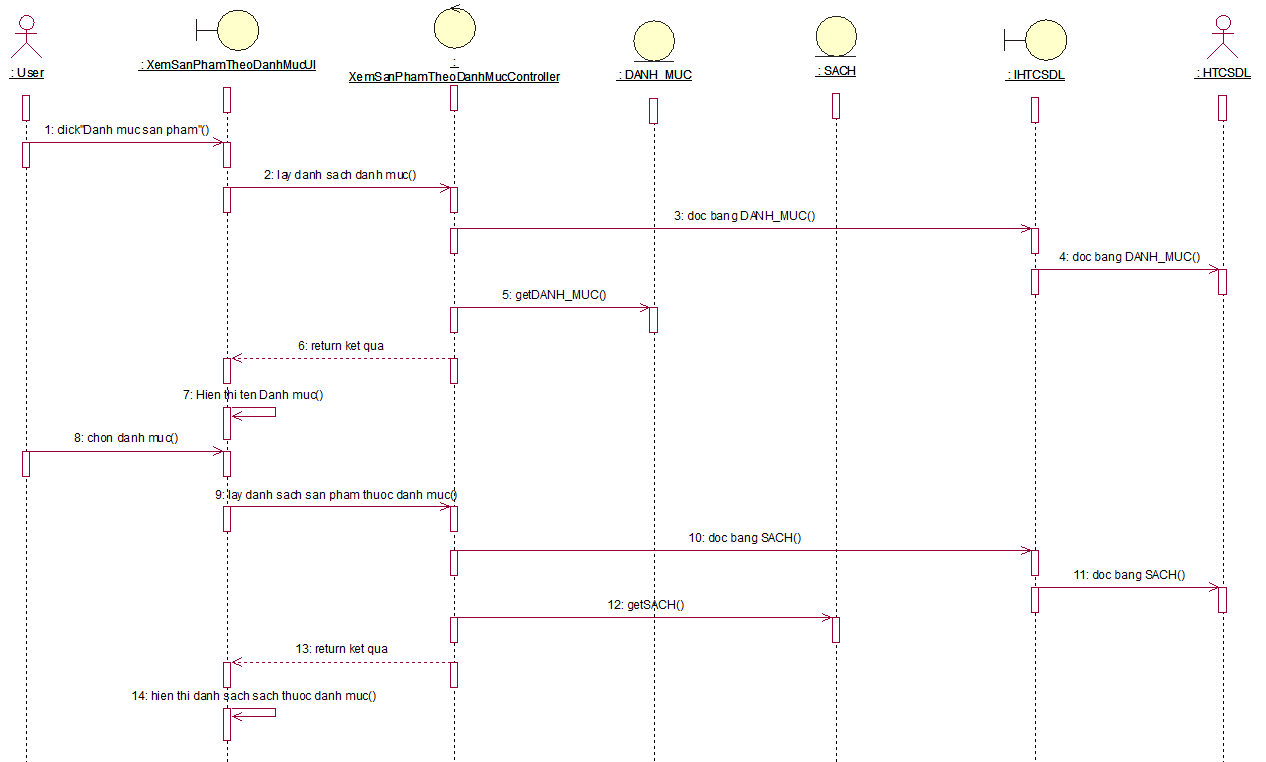 : User
: XemSanPhamTheoDanhMucUI
:
XemSanPhamTheoDanhMucController
: DANH_MUC
: SACH
: IHTCSDL
: HTCSDL
1: click"Danh muc san pham"()
2: lay danh sach danh muc()
3: doc bang DANH_MUC()
4: doc bang DANH_MUC()
5: getDANH_MUC()
6: return ket qua
7: Hien thi ten Danh muc()
8: chon danh muc()
9: lay danh sach san pham thuoc danh muc()
10: doc bang SACH()
11: doc bang SACH()
12: getSACH()
13: return ket qua
14: hien thi danh sach sach thuoc danh muc()